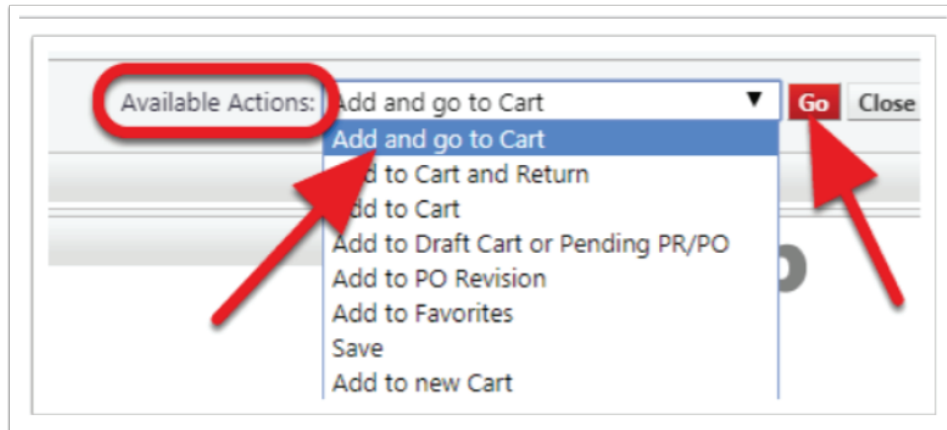 Available Actions: Add and go to Cart Go Close
Add and go to Cart
Add to Cart and Return
Add to Cart
Add to Draft Cart or Pending PR/PO
Add to PO Revision
Add to Favorites
Save
Add to new Cart